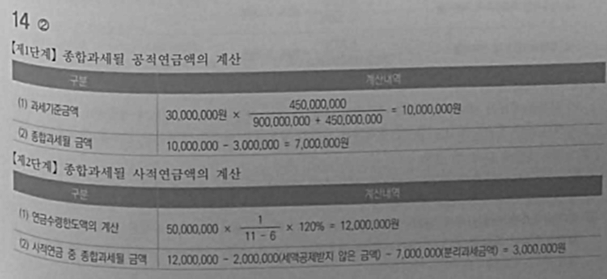 14 ②
【제1단계】 종합과세될 공적연금액의 계산
구분 계산내역
(1) 과세기준금액 30,000,000원 × 450,000,000 / 900,000,000 + 450,000,000 = 10,000,000원
(2) 종합과세될 금액 10,000,000 - 3,000,000 = 7,000,000원
【제2단계】 종합과세될 사적연금액의 계산
구분 계산내역
(1) 연금수령한도액의 계산 50,000,000 × 1 / 11 - 6 × 120% = 12,000,000원
(2) 사적연금 중 종합과세될 금액 12,000,000 - 2,000,000(세액공제받지 않은 금액) - 7,000,000(분리과세금액) = 3,000,000원